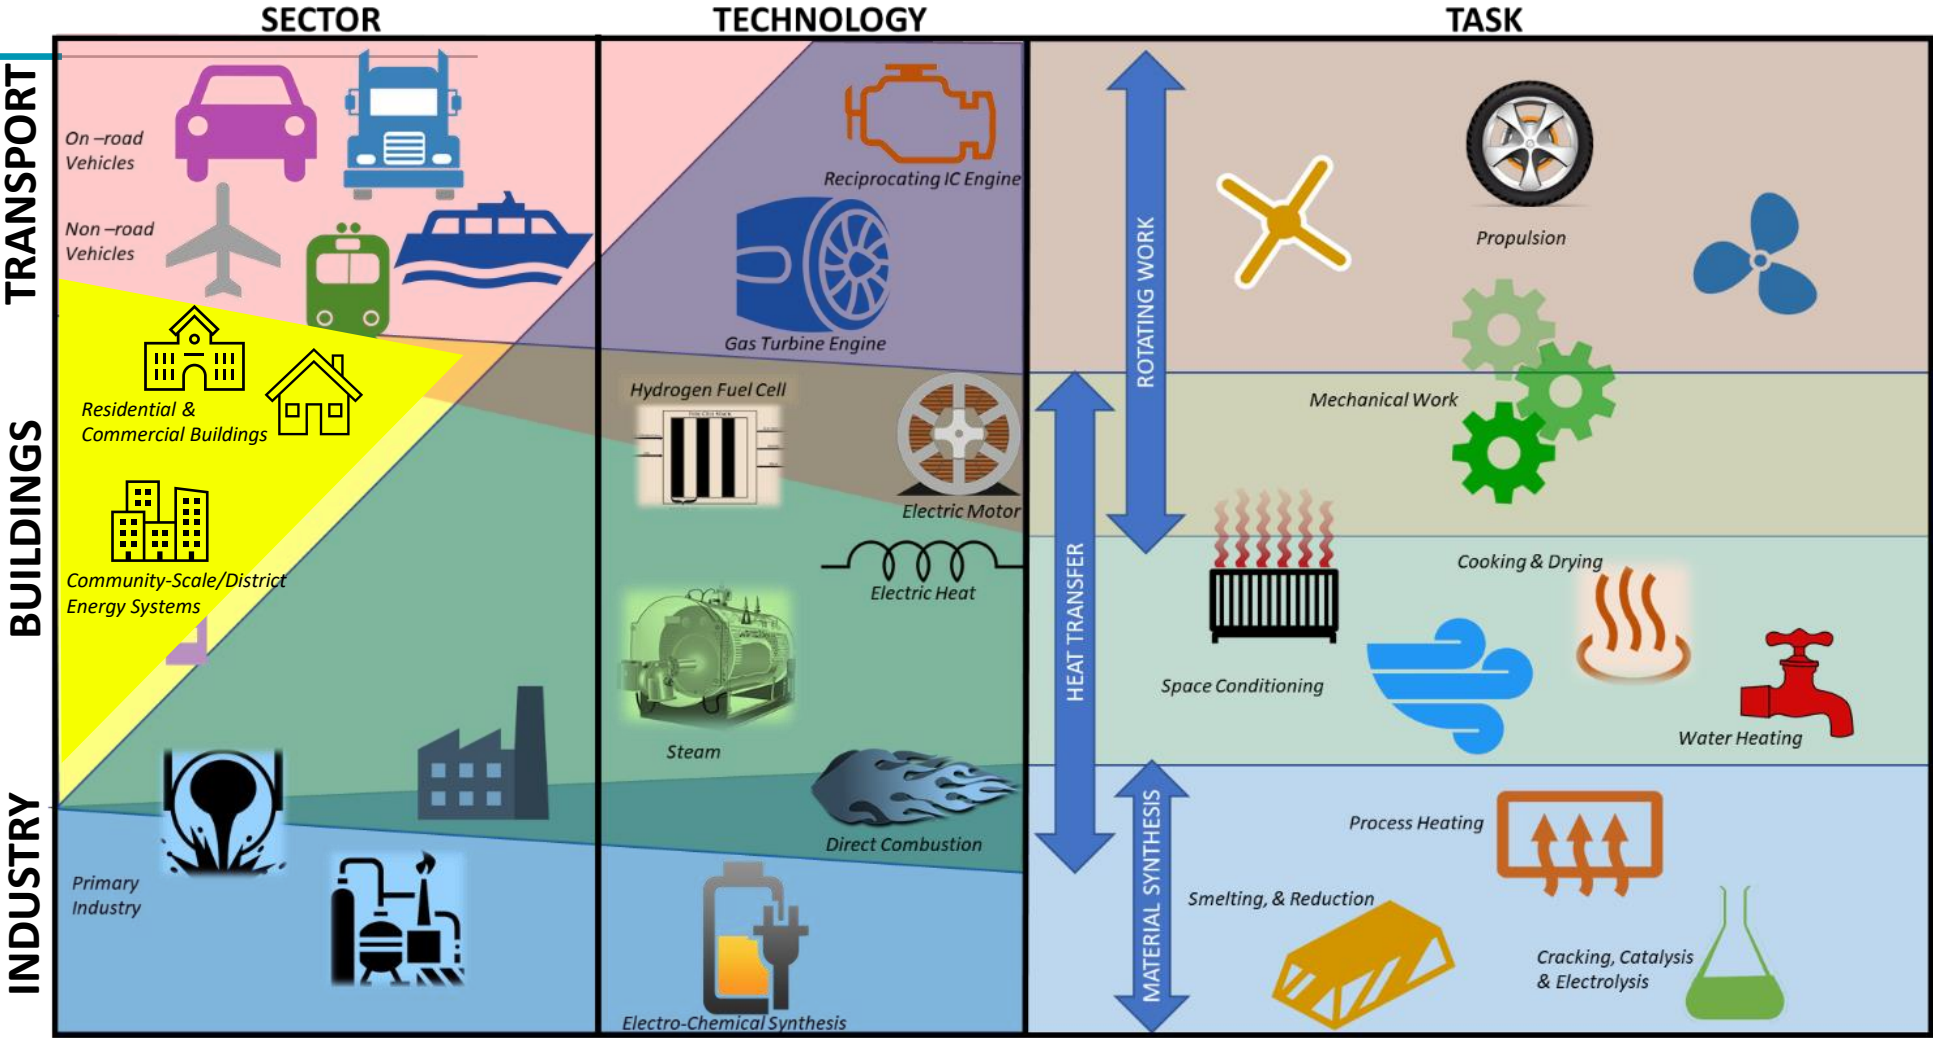 SECTOR
TECHNOLOGY
TASK
TRANSPORT
BUILDINGS
INDUSTRY
On –road
Vehicles
Non –road
Vehicles
Residential &
Commercial Buildings
Community-Scale/District
Energy Systems
Primary
Industry
Reciprocating IC Engine
Gas Turbine Engine
Hydrogen Fuel Cell
Electric Motor
Electric Heat
Steam
Direct Combustion
Electro-Chemical Synthesis
ROTATING WORK
HEAT TRANSFER
MATERIAL SYNTHESIS
Propulsion
Mechanical Work
Cooking & Drying
Space Conditioning
Water Heating
Process Heating
Smelting, & Reduction
Cracking, Catalysis
& Electrolysis